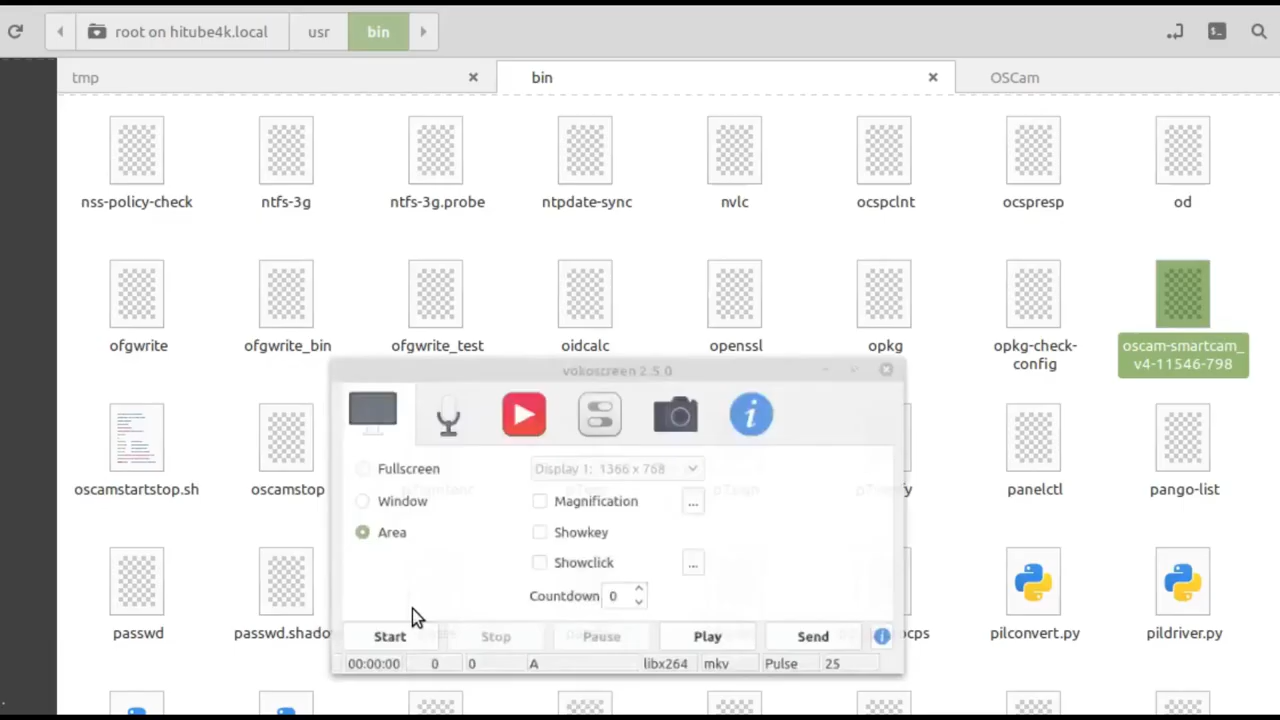 root on hitube4k.local
usr
bin
tmp
bin
OSCam
nss-policy-check
ntfs-3g
ntfs-3g.probe
ntpdate-sync
nvlc
ocspclnt
ocspresp
od
ofgwrite
ofgwrite_bin
ofgwrite_test
oidcalc
openssl
opkg
opkg-check-
config
oscam-smartcam_
v4-11546-798
vokoscreen 2.5.0
oscamstartstop.sh
oscamstop
panelctl
pango-list
Fullscreen
Display 1: 1366 x 768
Window
Magnification
...
Area
Showkey
Showclick
...
Countdown
0
passwd
pilconvert.py
pildriver.py
Start
Stop
Pause
Play
Send
00:00:00
0
0
A
libx264
mkv
Pulse
25